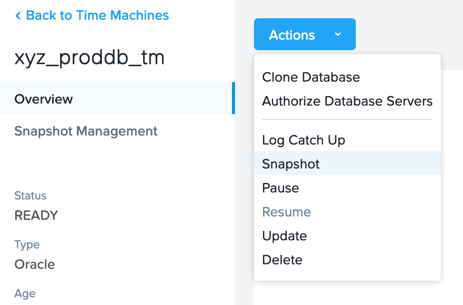 < Back to Time Machines
xyz_proddb_tm
Overview
Snapshot Management
Status
READY
Type
Oracle
Age
Actions
Clone Database
Authorize Database Servers
Log Catch Up
Snapshot
Pause
Resume
Update
Delete